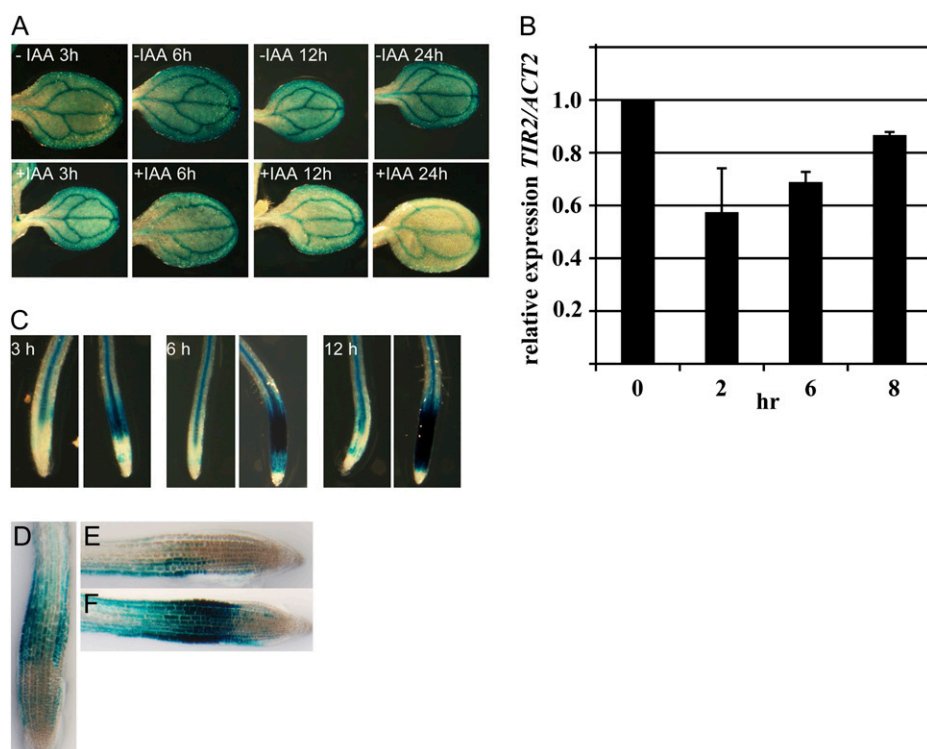 A
- IAA 3h
-IAA 6h
-IAA 12h
-IAA 24h
+IAA 3h
+IAA 6h
+IAA 12h
+IAA 24h
B
relative expression TIR2/ACT2
1.0
0.8
0.6
0.4
0.2
0
2
6
8
hr
C
3 h
6 h
12 h
D
E
F